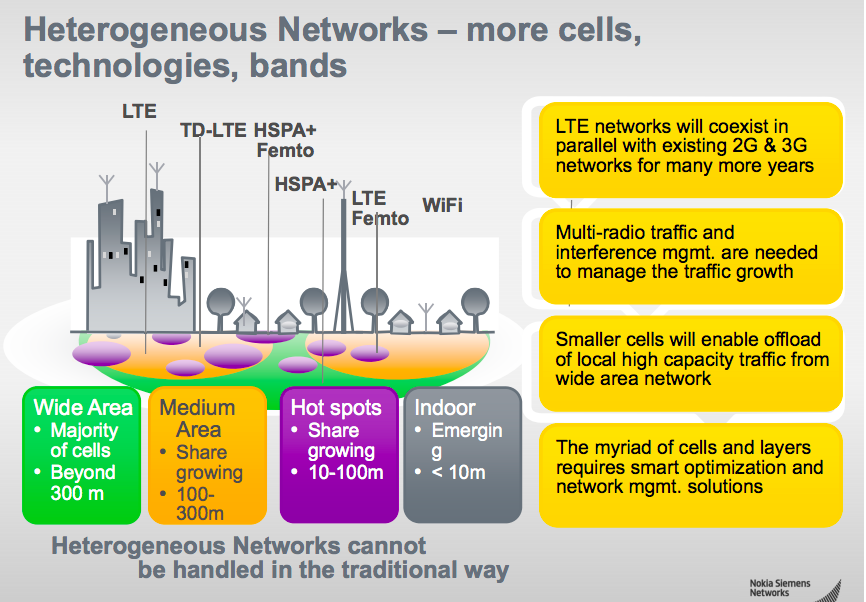 Heterogeneous Networks – more cells,
technologies, bands
LTE
TD-LTE
HSPA+
Femto
HSPA+
LTE
Femto
WiFi
Wide Area
• Majority
of cells
• Beyond
300 m
Medium
Area
• Share
growing
• 100-
300m
Hot spots
• Share
growing
• 10-100m
Indoor
• Emergin
g
• < 10m
LTE networks will coexist in
parallel with existing 2G & 3G
networks for many more years
Multi-radio traffic and
interference mgmt. are needed
to manage the traffic growth
Smaller cells will enable offload
of local high capacity traffic from
wide area network
The myriad of cells and layers
requires smart optimization and
network mgmt. solutions
Heterogeneous Networks cannot
be handled in the traditional way
Nokia Siemens
Networks